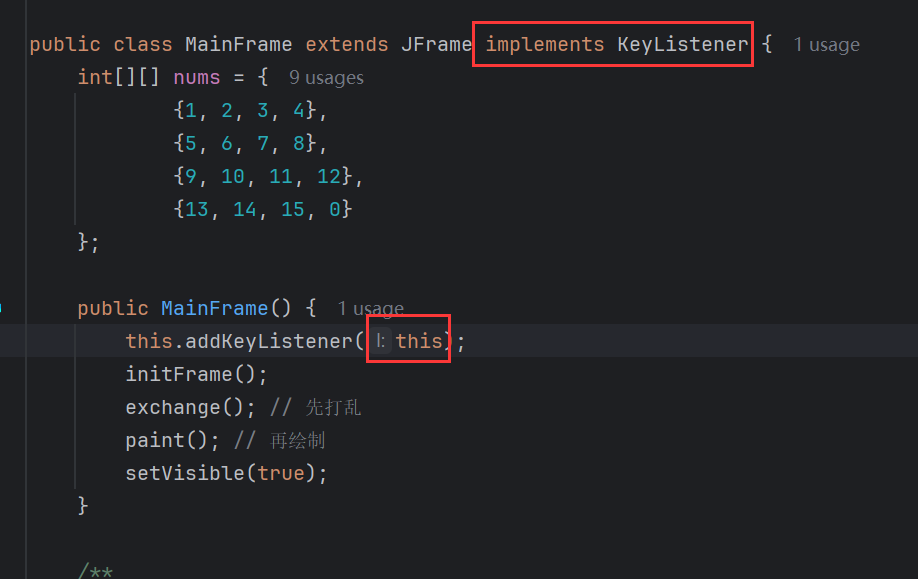 public class MainFrame extends JFrame implements KeyListener { 1 usage
int[][] nums = { 9 usages
{1, 2, 3, 4},
{5, 6, 7, 8},
{9, 10, 11, 12},
{13, 14, 15, 0}
};
public MainFrame() { 1 usage
this.addKeyListener( l: this);
initFrame();
exchange(); // 先打乱
paint(); // 再绘制
setVisible(true);
}
/**